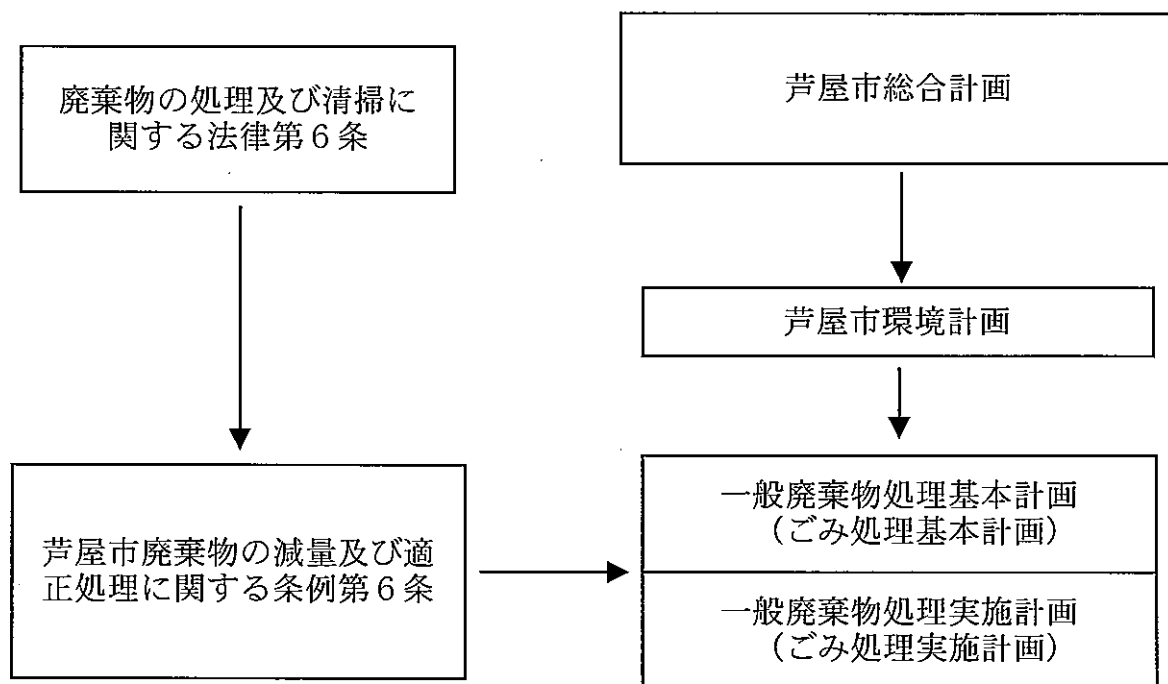 廃棄物の処理及び清掃に
関する法律第６条
芦屋市総合計画
芦屋市環境計画
芦屋市廃棄物の減量及び適
正処理に関する条例第６条
一般廃棄物処理基本計画
（ごみ処理基本計画）
一般廃棄物処理実施計画
（ごみ処理実施計画）